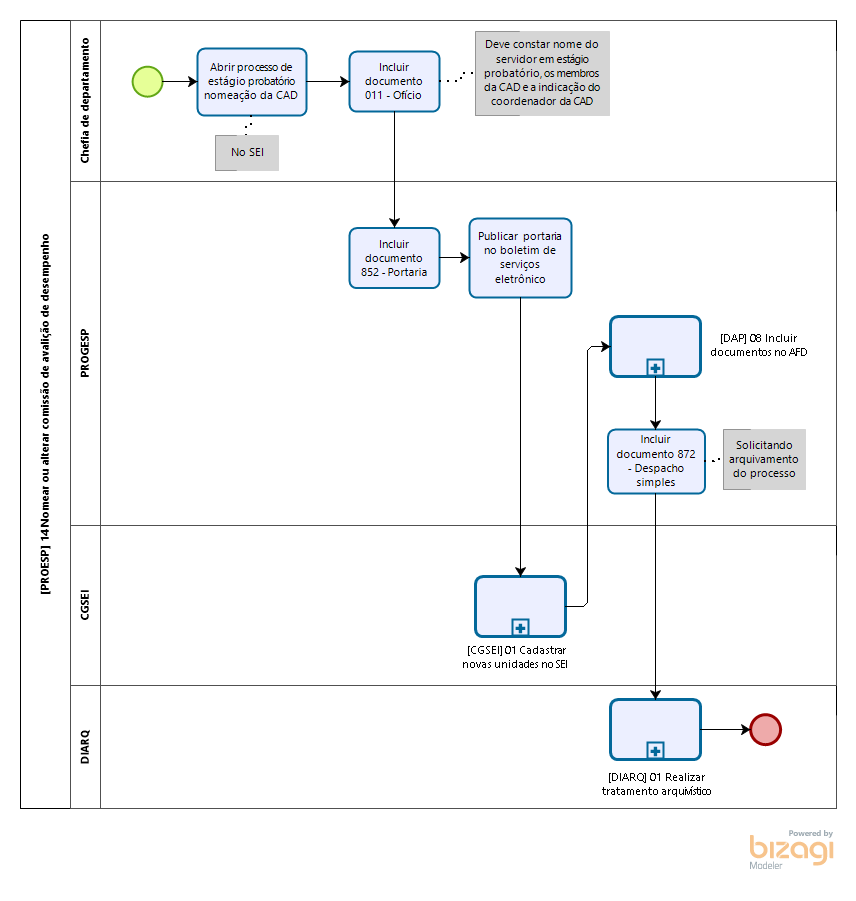 [PROESP] 14 Nomear ou alterar comissão de avalição de desempenho
Chefia de departamento
Abrir processo de
estágio probatório
nomeação da CAD
No SEI
Incluir
documento
011 - Ofício
Deve constar nome do
servidor em estágio
probatório, os membros
da CAD e a indicação do
coordenador da CAD
PROGESP
Incluir
documento
852 - Portaria
Publicar portaria
no boletim de
serviços
eletrônico
[DAP] 08 Incluir
documentos no AFD
Incluir
documento 872
- Despacho
simples
Solicitando
arquivamento
do processo
CGSEI
[CGSEI] 01 Cadastrar
novas unidades no SEI
DIARQ
[DIARQ] 01 Realizar
tratamento arquivístico
Powered by
bizagi
Modeler